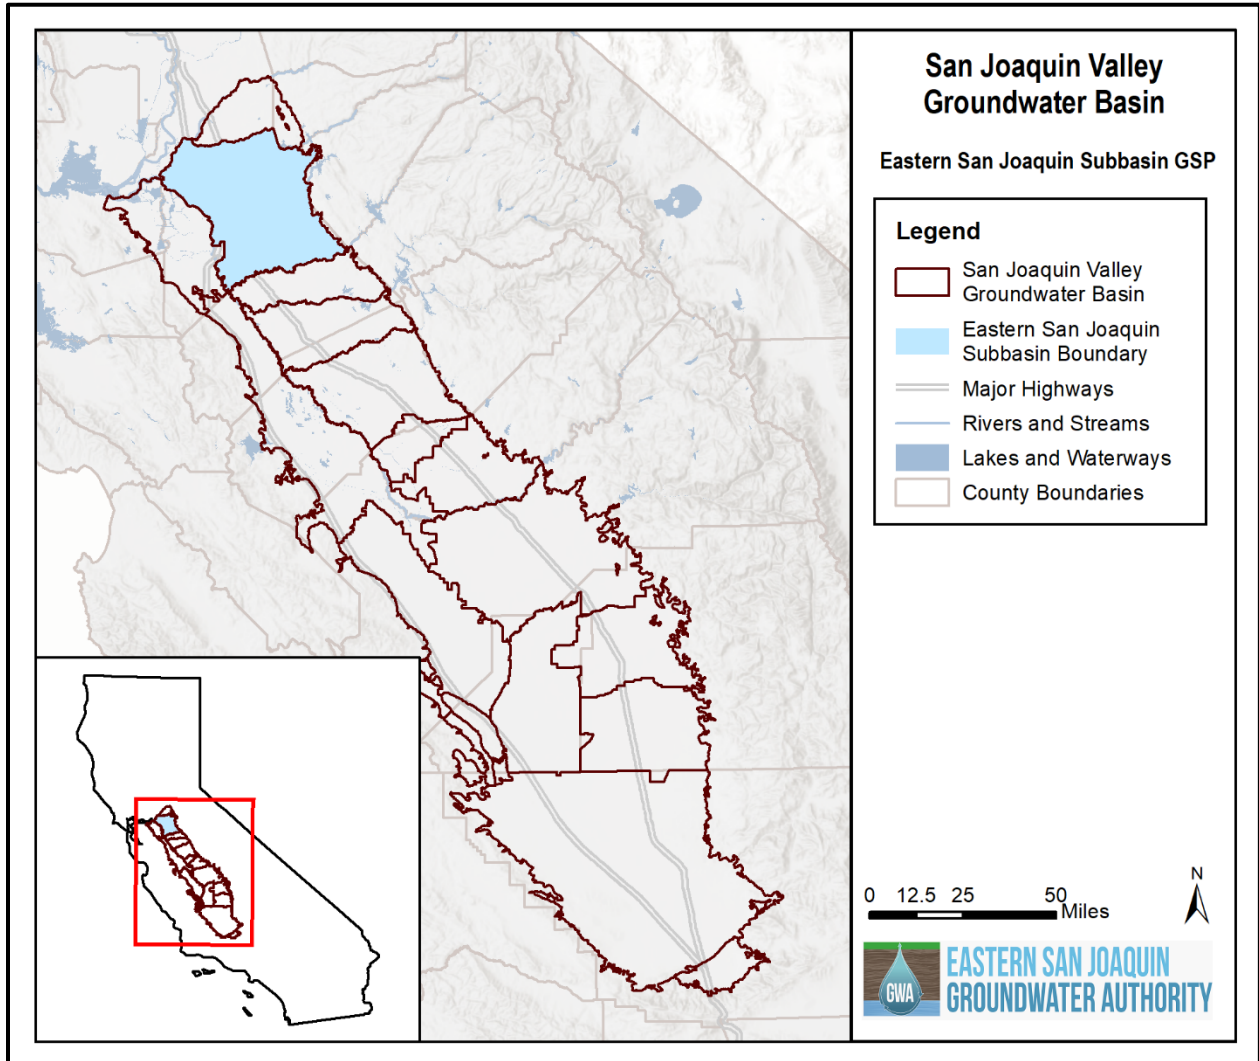 San Joaquin Valley
Groundwater Basin
Eastern San Joaquin Subbasin GSP
Legend
San Joaquin Valley
Groundwater Basin
Eastern San Joaquin
Subbasin Boundary
Major Highways
Rivers and Streams
Lakes and Waterways
County Boundaries
N
0 12.5 25 50 Miles
GWA
EASTERN SAN JOAQUIN
GROUNDWATER AUTHORITY